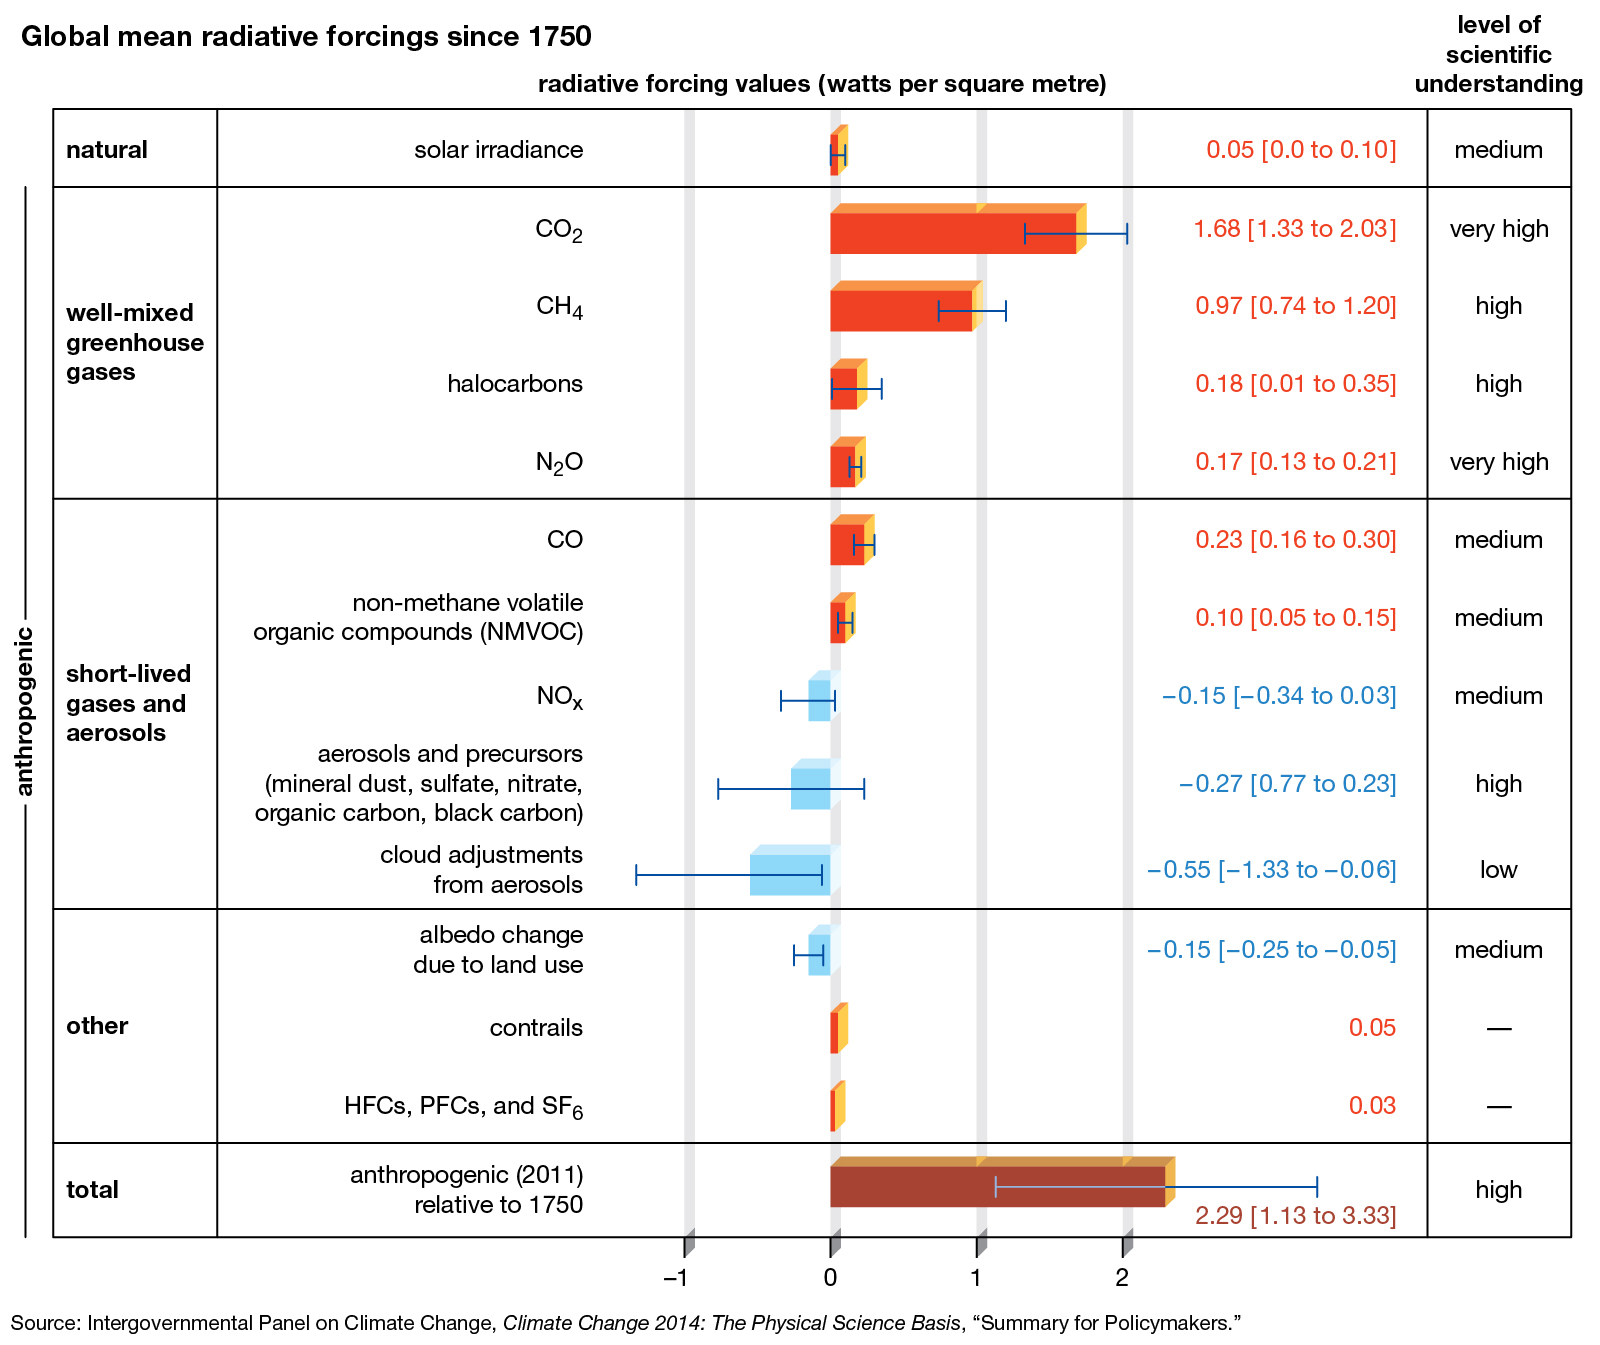 Global mean radiative forcings since 1750
level of
scientific
understanding
radiative forcing values (watts per square metre)
natural
solar irradiance
0.05 [0.0 to 0.10]
medium
anthropogenic
well-mixed
greenhouse
gases
CO₂
1.68 [1.33 to 2.03]
very high
CH₄
0.97 [0.74 to 1.20]
high
halocarbons
0.18 [0.01 to 0.35]
high
N₂O
0.17 [0.13 to 0.21]
very high
short-lived
gases and
aerosols
CO
0.23 [0.16 to 0.30]
medium
non-methane volatile
organic compounds (NMVOC)
0.10 [0.05 to 0.15]
medium
NOₓ
−0.15 [−0.34 to 0.03]
medium
aerosols and precursors
(mineral dust, sulfate, nitrate,
organic carbon, black carbon)
−0.27 [0.77 to 0.23]
high
cloud adjustments
from aerosols
−0.55 [−1.33 to −0.06]
low
other
albedo change
due to land use
−0.15 [−0.25 to −0.05]
medium
contrails
0.05
—
HFCs, PFCs, and SF₆
0.03
—
total
anthropogenic (2011)
relative to 1750
2.29 [1.13 to 3.33]
high
−1 0 1 2
Source: Intergovernmental Panel on Climate Change, Climate Change 2014: The Physical Science Basis, “Summary for Policymakers.”